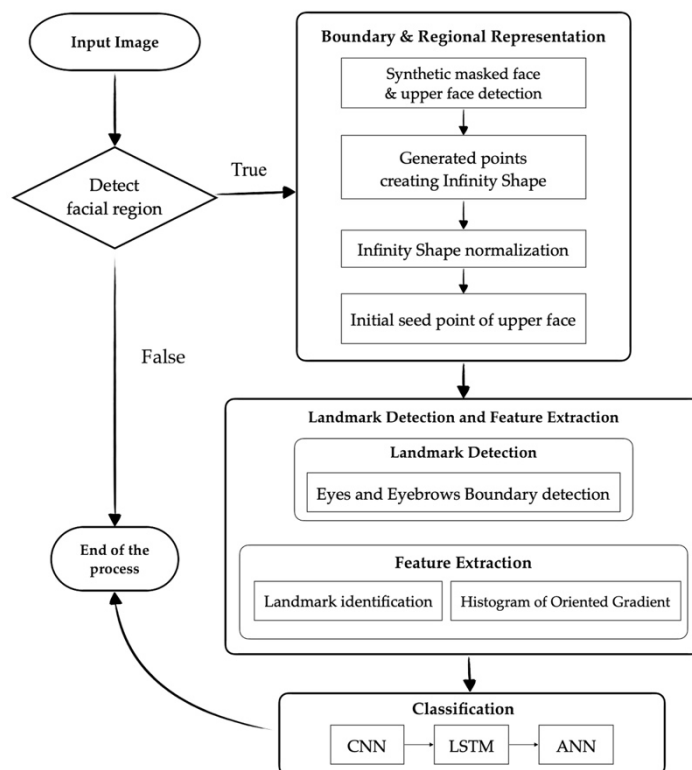 Input Image
Detect
facial region
True
False
Boundary & Regional Representation
Synthetic masked face
& upper face detection
Generated points
creating Infinity Shape
Infinity Shape normalization
Initial seed point of upper face
Landmark Detection and Feature Extraction
Landmark Detection
Eyes and Eyebrows Boundary detection
Feature Extraction
Landmark identification
Histogram of Oriented Gradient
Classification
CNN
LSTM
ANN
End of the
process